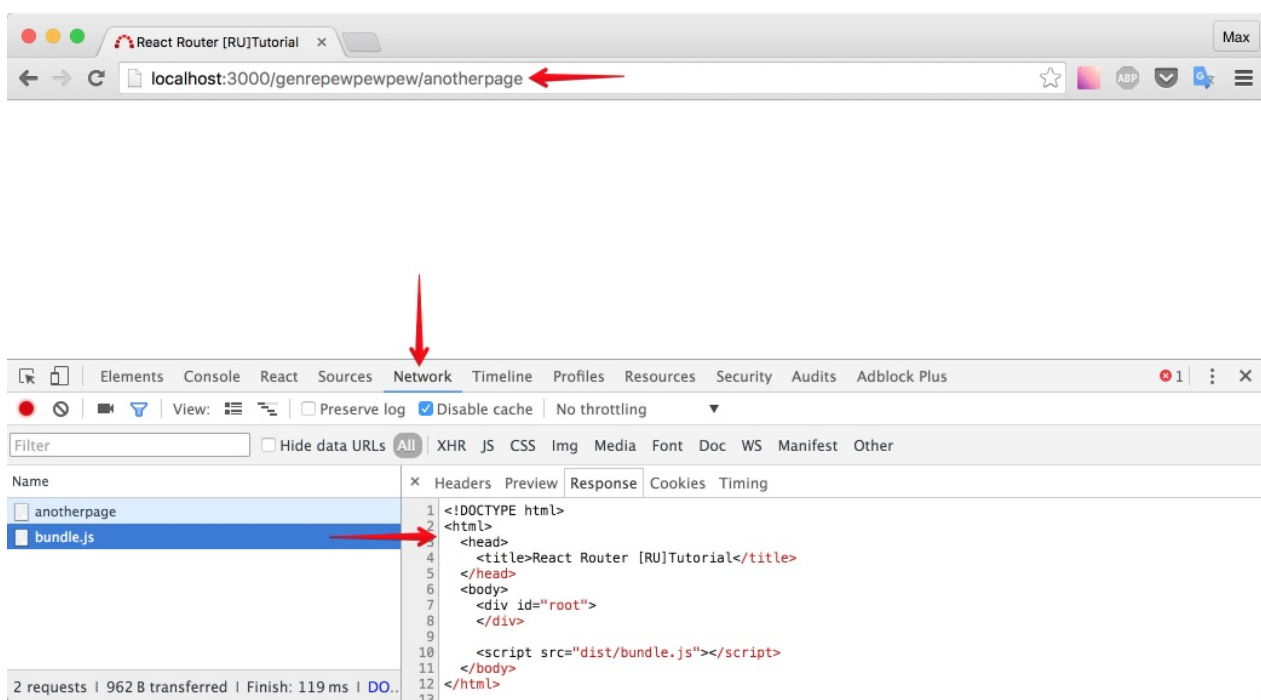 React Router [RU]Tutorial ×
Max
localhost:3000/genrepewpewpew/anotherpage
ABP
Elements Console React Sources Network Timeline Profiles Resources Security Audits Adblock Plus 1
View: Preserve log Disable cache No throttling
Filter Hide data URLs All XHR JS CSS Img Media Font Doc WS Manifest Other
Name
× Headers Preview Response Cookies Timing
anotherpage
bundle.js
1 <!DOCTYPE html>
2 <html>
3 <head>
4 <title>React Router [RU]Tutorial</title>
5 </head>
6 <body>
7 <div id="root">
8 </div>
9
10 <script src="dist/bundle.js"></script>
11 </body>
12 </html>
13
2 requests | 962 B transferred | Finish: 119 ms | DO...